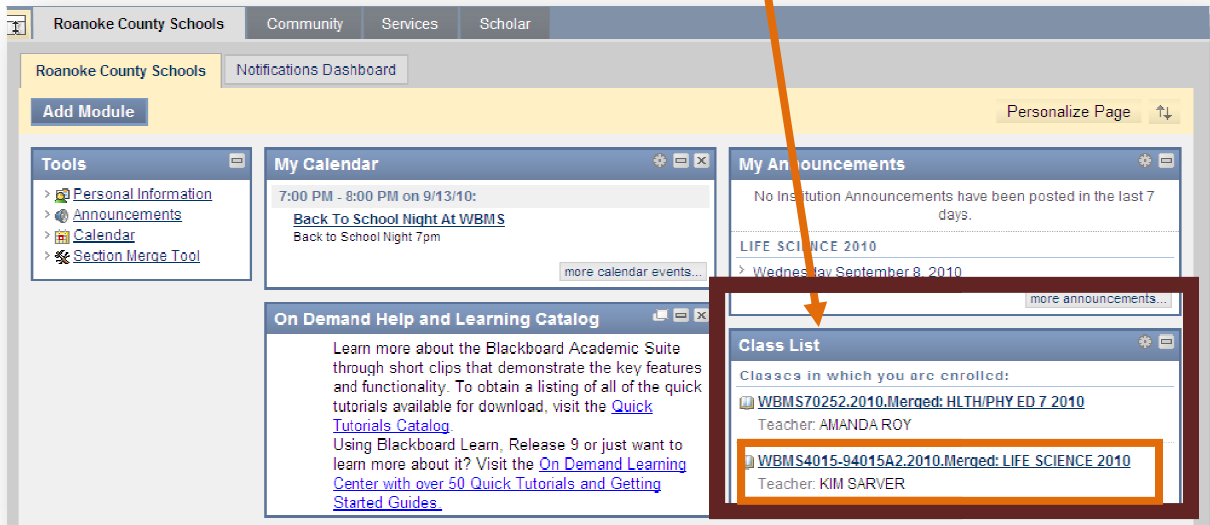 Roanoke County Schools Community Services Scholar
Roanoke County Schools Notifications Dashboard
Add Module Personalize Page
Tools
Personal Information
Announcements
Calendar
Section Merge Tool
My Calendar
7:00 PM - 8:00 PM on 9/13/10:
Back To School Night At WBMS
Back to School Night 7pm
more calendar events...
On Demand Help and Learning Catalog
Learn more about the Blackboard Academic Suite
through short clips that demonstrate the key features
and functionality. To obtain a listing of all of the quick
tutorials available for download, visit the Quick
Tutorials Catalog.
Using Blackboard Learn, Release 9 or just want to
learn more about it? Visit the On Demand Learning
Center with over 50 Quick Tutorials and Getting
Started Guides.
My Announcements
No Institution Announcements have been posted in the last 7
days.
LIFE SCIENCE 2010
Wednesday September 8, 2010
more announcements...
Class List
Classes in which you are enrolled:
WBMS70252.2010.Merged: HLTH/PHY ED 7 2010
Teacher: AMANDA ROY
WBMS4015-94015A2.2010.Merged: LIFE SCIENCE 2010
Teacher: KIM SARVER